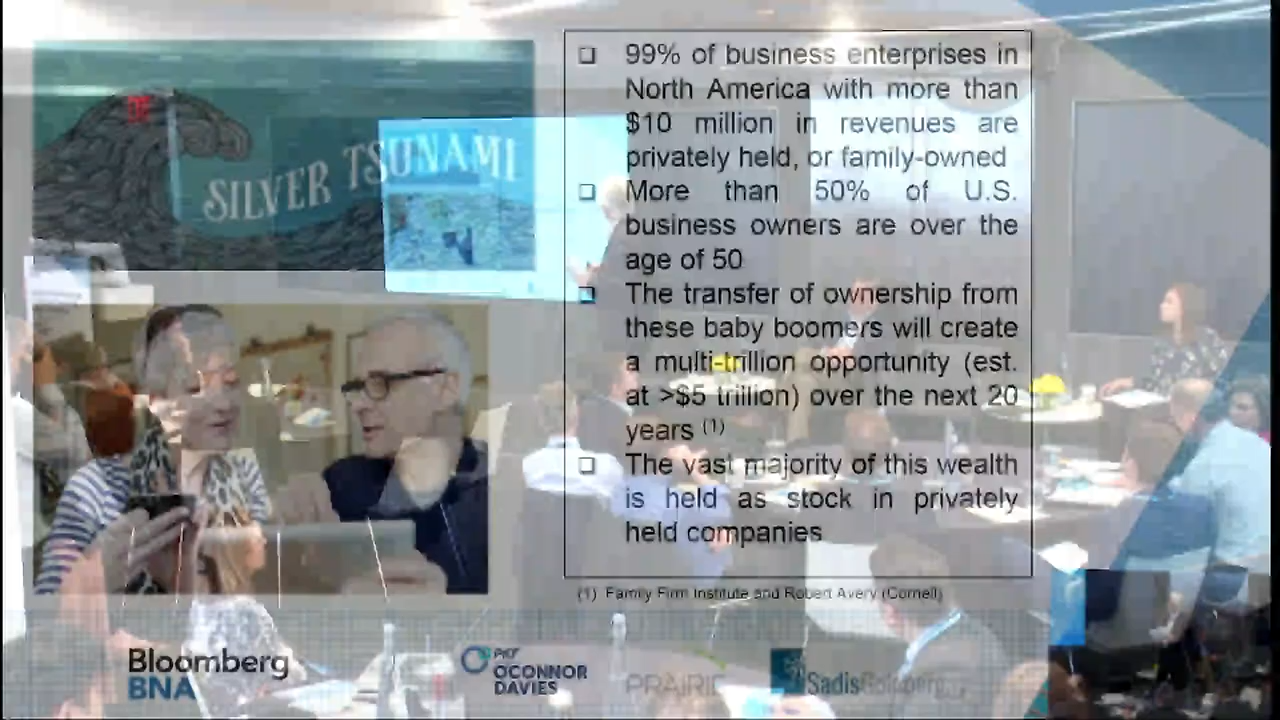 SILVER TSUNAMI
99% of business enterprises in
North America with more than
$10 million in revenues are
privately held, or family-owned
More than 50% of U.S.
business owners are over the
age of 50
The transfer of ownership from
these baby boomers will create
a multi-trillion opportunity (est.
at >$5 trillion) over the next 20
years (1)
The vast majority of this wealth
is held as stock in privately
held companies
(1) Family Firm Institute and Robert Avery (Cornell)
Bloomberg
BNA
PKF
OCONNOR
DAVIES
PRAIRIE
SadisGoldberg